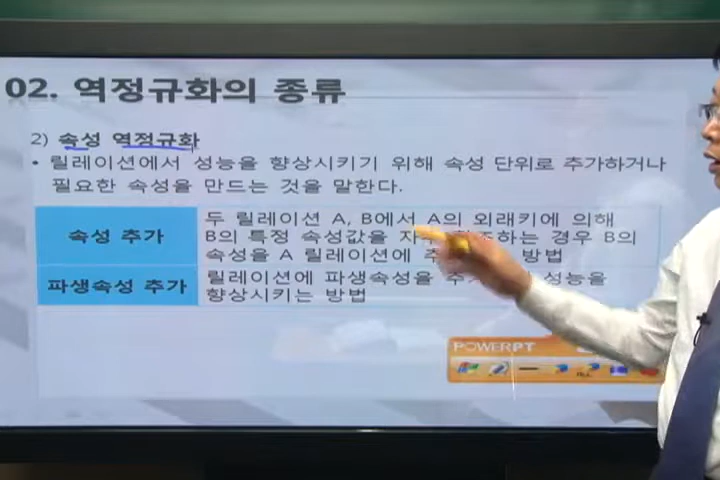 02. 역정규화의 종류
2) 속성 역정규화
• 릴레이션에서 성능을 향상시키기 위해 속성 단위로 추가하거나
필요한 속성을 만드는 것을 말한다.
속성 추가
두 릴레이션 A, B에서 A의 외래키에 의해
B의 특정 속성값을 하는 경우 B의
속성을 A 릴레이션에 방법
파생속성 추가
릴레이션에 파생속성을 성능을
향상시키는 방법
POWERPT